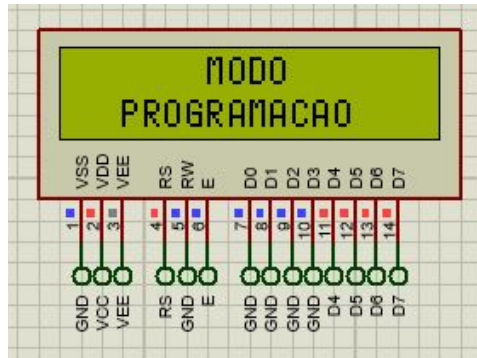 MODO
PROGRAMACAO
VSS VDD VEE RS RW E D0 D1 D2 D3 D4 D5 D6 D7
1 2 3 4 5 6 7 8 9 10 11 12 13 14
GND VCC VEE RS GND E GND GND GND GND D4 D5 D6 D7